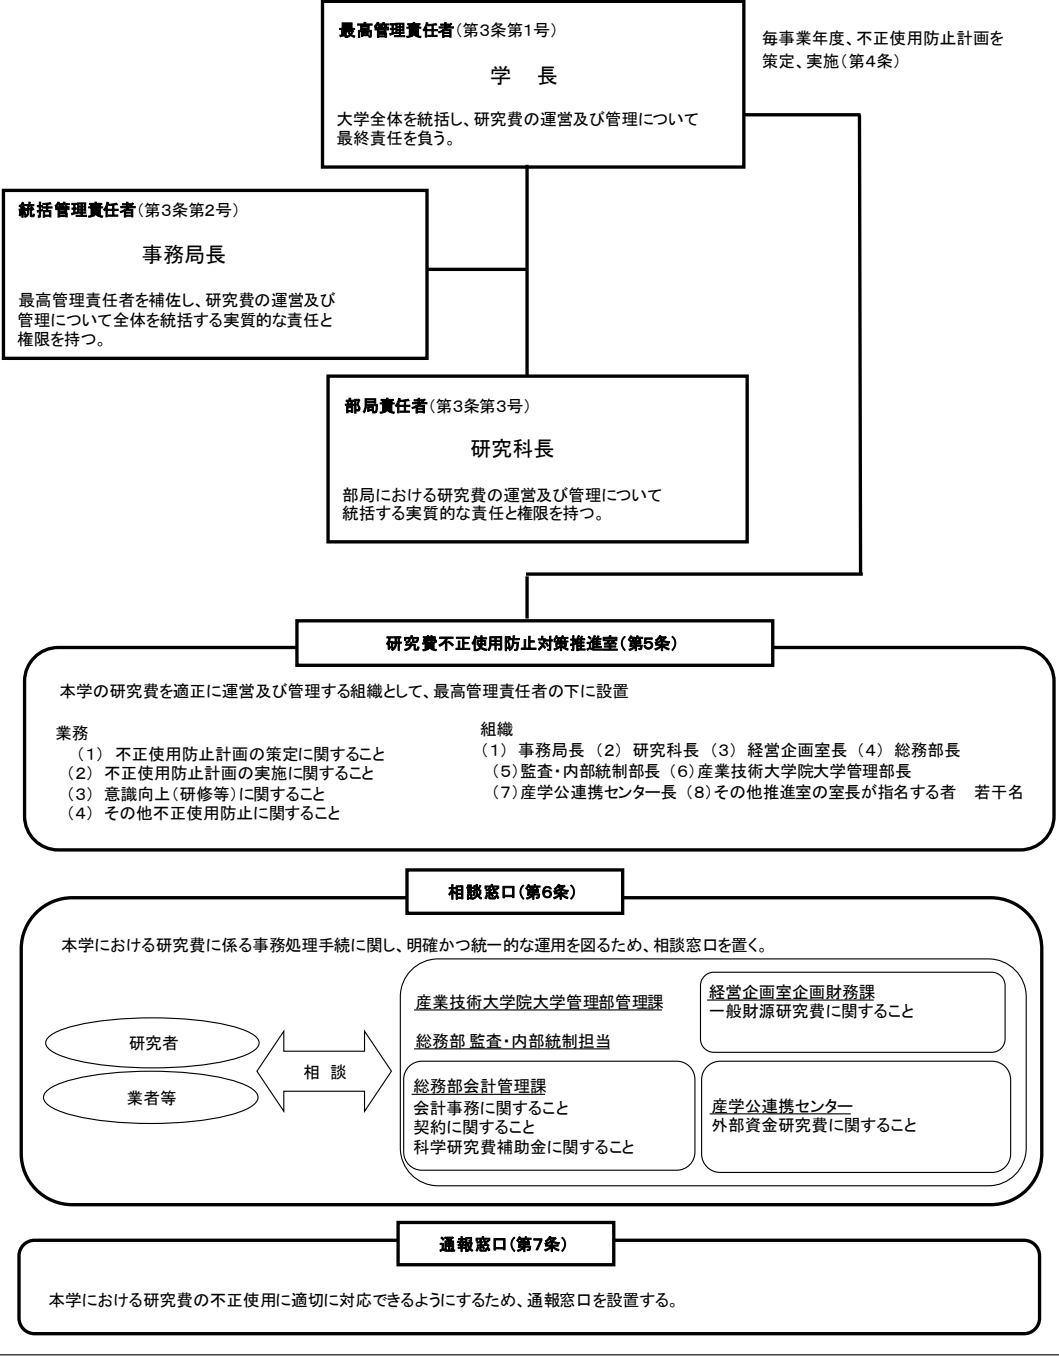 最高管理責任者(第3条第1号)
学　長
大学全体を統括し、研究費の運営及び管理について
最終責任を負う。
毎事業年度、不正使用防止計画を
策定、実施(第4条)
統括管理責任者(第3条第2号)
事務局長
最高管理責任者を補佐し、研究費の運営及び
管理について全体を統括する実質的な責任と
権限を持つ。
部局責任者(第3条第3号)
研究科長
部局における研究費の運営及び管理について
統括する実質的な責任と権限を持つ。
研究費不正使用防止対策推進室(第5条)
本学の研究費を適正に運営及び管理する組織として、最高管理責任者の下に設置
業務
(1) 不正使用防止計画の策定に関すること
(2) 不正使用防止計画の実施に関すること
(3) 意識向上(研修等)に関すること
(4) その他不正使用防止に関すること
組織
(1) 事務局長 (2) 研究科長 (3) 経営企画室長 (4) 総務部長
(5)監査・内部統制部長 (6)産業技術大学院大学管理部長
(7)産学公連携センター長 (8)その他推進室の室長が指名する者　若干名
相談窓口(第6条)
本学における研究費に係る事務処理手続に関し、明確かつ統一的な運用を図るため、相談窓口を置く。
研究者
業者等
相 談
産業技術大学院大学管理部管理課
総務部 監査・内部統制担当
総務部会計管理課
会計事務に関すること
契約に関すること
科学研究費補助金に関すること
経営企画室企画財務課
一般財源研究費に関すること
産学公連携センター
外部資金研究費に関すること
通報窓口(第7条)
本学における研究費の不正使用に適切に対応できるようにするため、通報窓口を設置する。